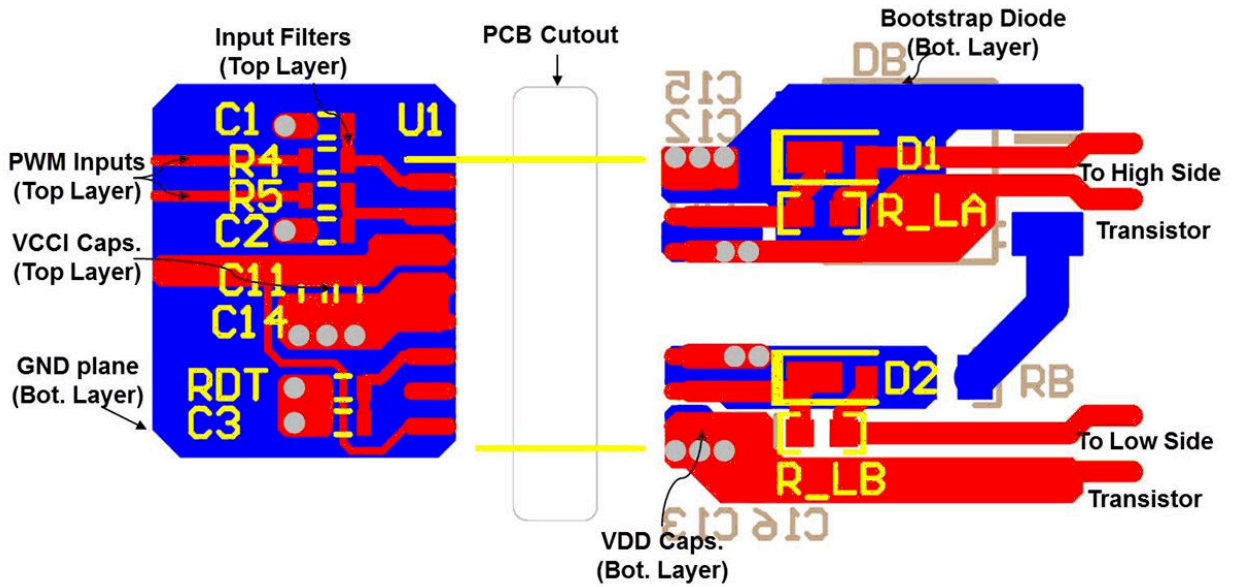 Input Filters
(Top Layer)
PCB Cutout
Bootstrap Diode
(Bot. Layer)
DB
C15
C12
C1
U1
PWM Inputs
(Top Layer)
R4
R5
D1
To High Side
C2
R_LA
Transistor
VCCI Caps.
(Top Layer)
C11
C14
GND plane
(Bot. Layer)
RDT
C3
D2
RB
To Low Side
R_LB
Transistor
C13
C16
VDD Caps.
(Bot. Layer)